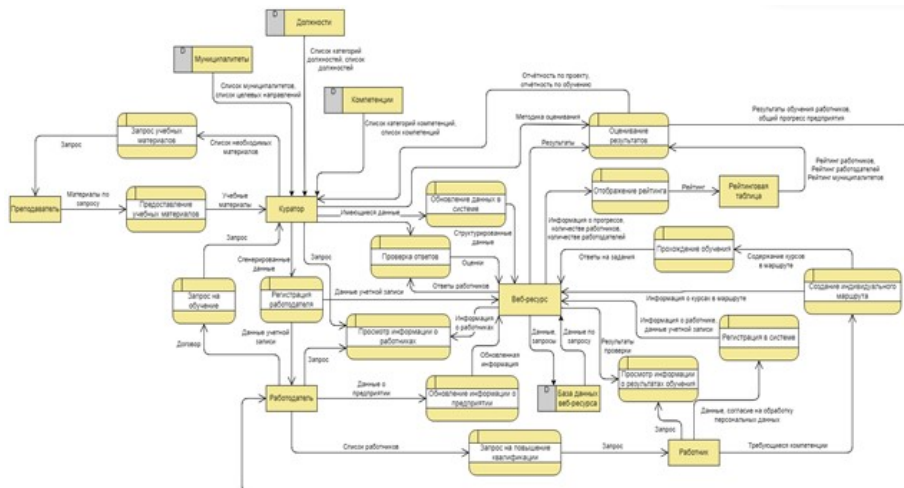 D
Должности
D
Муниципалитеты
Список категорий
должностей, список
должностей
Список муниципалитетов,
список целевых направлений
D
Компетенции
Отчётность по проекту,
отчётность по обучению
Список категорий компетенций,
список компетенций
Методика оценивания
Оценивание
результатов
Результаты обучения работников,
общий прогресс предприятия
Запрос учебных
материалов
Список необходимых
материалов
Запрос
Результаты
Рейтинг работников,
Рейтинг работодателей
Рейтинг муниципалитетов
Отображение рейтинга
Рейтинг
Рейтинговая
таблица
Преподаватель
Материалы по
запросу
Предоставление
учебных материалов
Учебные
материалы
Куратор
Имеющиеся данные
Обновление данных в
системе
Структурированные
данные
Информация о прогрессе,
количестве работников,
количестве работодателей
Запрос
Сгенерированные
данные
Запрос
Проверка ответов
Оценки
Ответы работников
Прохождение обучения
Ответы на задания
Содержание курсов
в маршруте
Запрос на
обучение
Регистрация
работодателя
Данные учетной записи
Веб-ресурс
Информация о курсах в маршруте
Создание индивидуального
маршрута
Договор
Данные учетной
записи
Запрос
Просмотр информации о
работниках
Информация
о работниках
Информация о работнике,
данные учетной записи
Регистрация в системе
Данные,
запросы
Данные по
запросу
Результаты
проверки
Обновленная
информация
Просмотр информации
о результатах обучения
Работодатель
Данные о
предприятии
Обновление информации о
предприятии
D
База данных
веб-ресурса
Данные, согласие на обработку
персональных данных
Запрос
Список работников
Запрос на повышение
квалификации
Запрос
Работник
Требующиеся компетенции